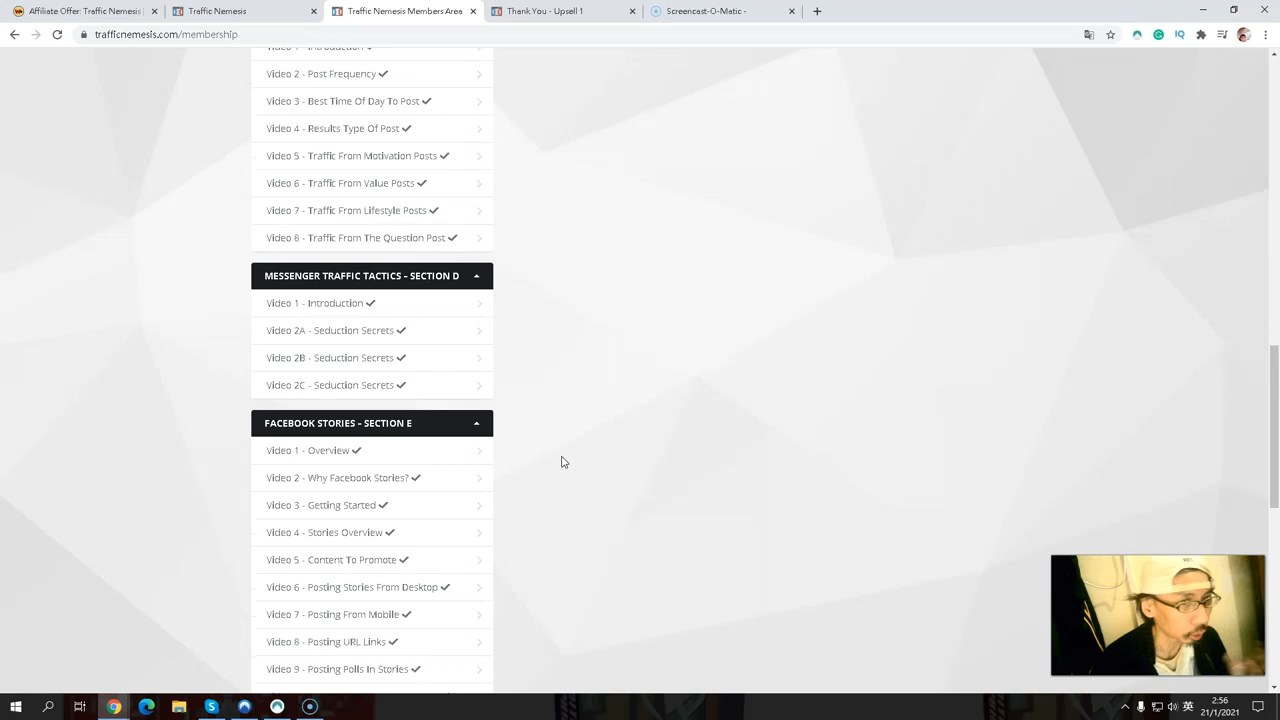 Affiliate Offer: Traffic Nemesis
Traffic Nemesis
Traffic Nemesis Members Area
Thank You - Upsell 1
Screencast-O-Matic -
trafficnemesis.com/membership
Video 1 - Introduction
Video 2 - Post Frequency
Video 3 - Best Time Of Day To Post
Video 4 - Results Type Of Post
Video 5 - Traffic From Motivation Posts
Video 6 - Traffic From Value Posts
Video 7 - Traffic From Lifestyle Posts
Video 8 - Traffic From The Question Post
MESSENGER TRAFFIC TACTICS – SECTION D
Video 1 - Introduction
Video 2A - Seduction Secrets
Video 2B - Seduction Secrets
Video 2C - Seduction Secrets
FACEBOOK STORIES – SECTION E
Video 1 - Overview
Video 2 - Why Facebook Stories?
Video 3 - Getting Started
Video 4 - Stories Overview
Video 5 - Content To Promote
Video 6 - Posting Stories From Desktop
Video 7 - Posting From Mobile
Video 8 - Posting URL Links
Video 9 - Posting Polls In Stories
英
2:56
21/1/2021